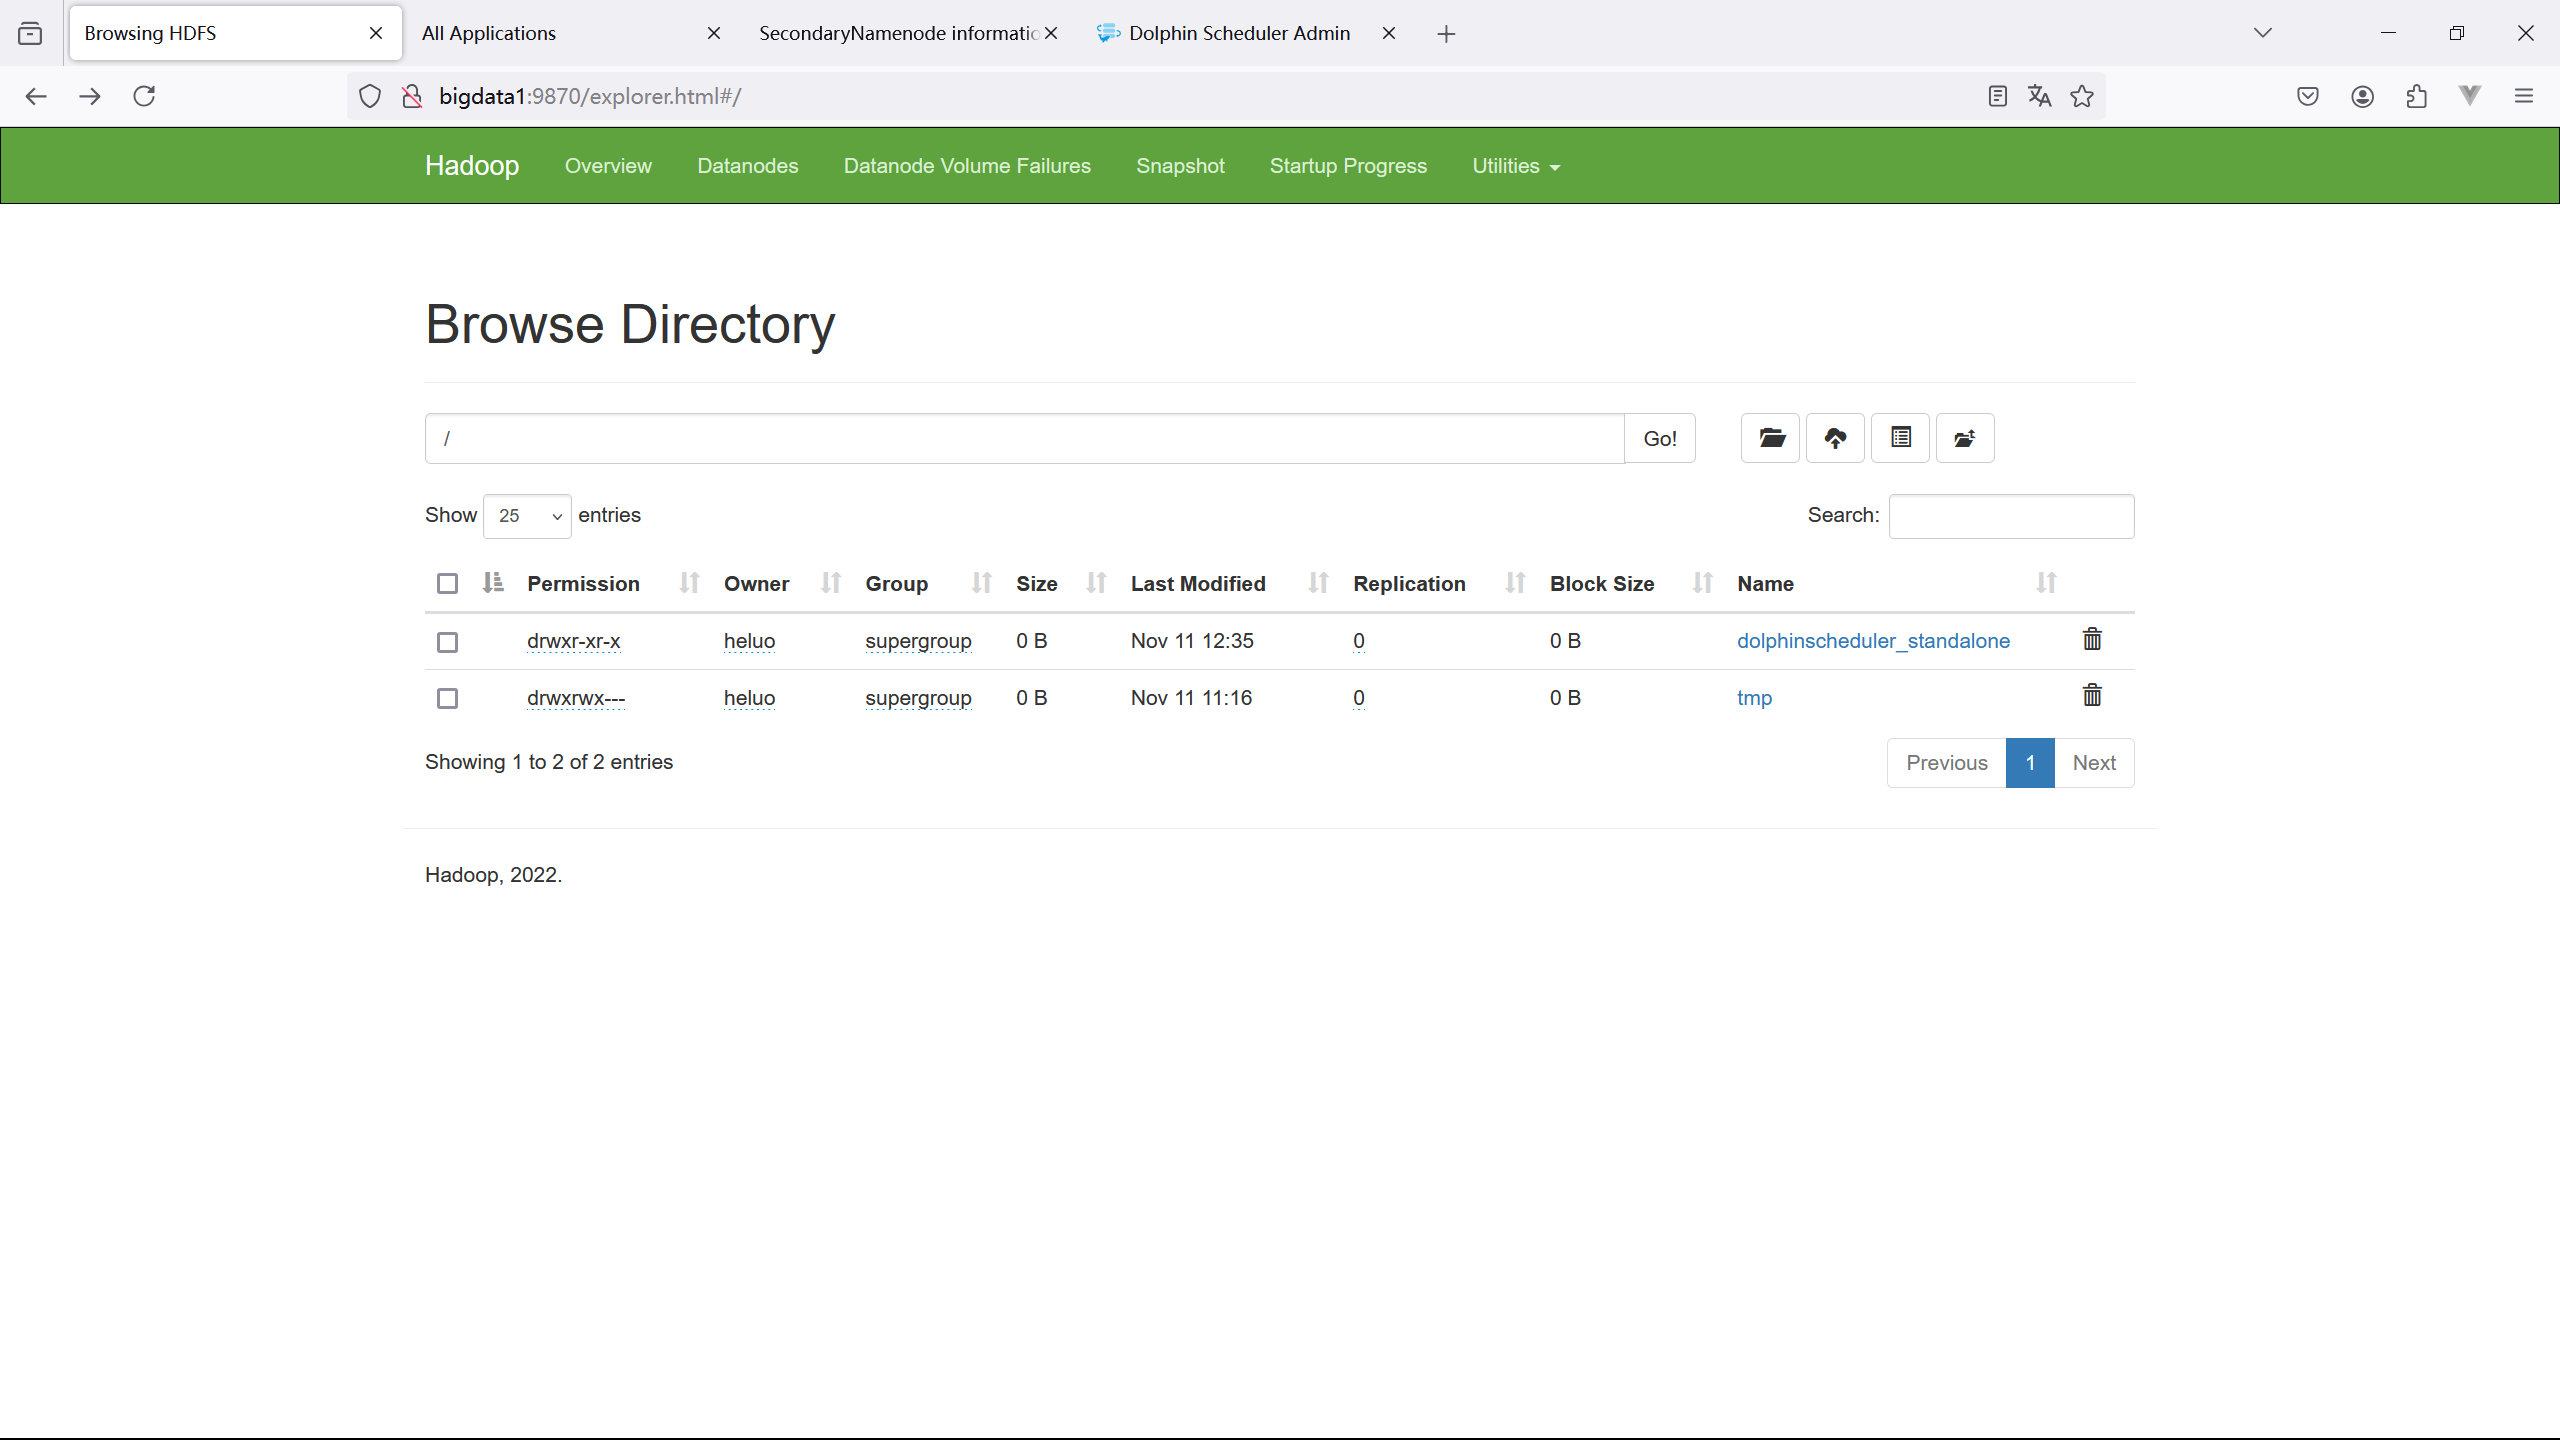 Browsing HDFS All Applications SecondaryNamenode informatio Dolphin Scheduler Admin
bigdata1:9870/explorer.html#/
Hadoop Overview Datanodes Datanode Volume Failures Snapshot Startup Progress Utilities
Browse Directory
/ Go!
Show 25 entries Search:
Permission Owner Group Size Last Modified Replication Block Size Name
drwxr-xr-x heluo supergroup 0 B Nov 11 12:35 0 0 B dolphinscheduler_standalone
drwxrwx--- heluo supergroup 0 B Nov 11 11:16 0 0 B tmp
Showing 1 to 2 of 2 entries Previous 1 Next
Hadoop, 2022.